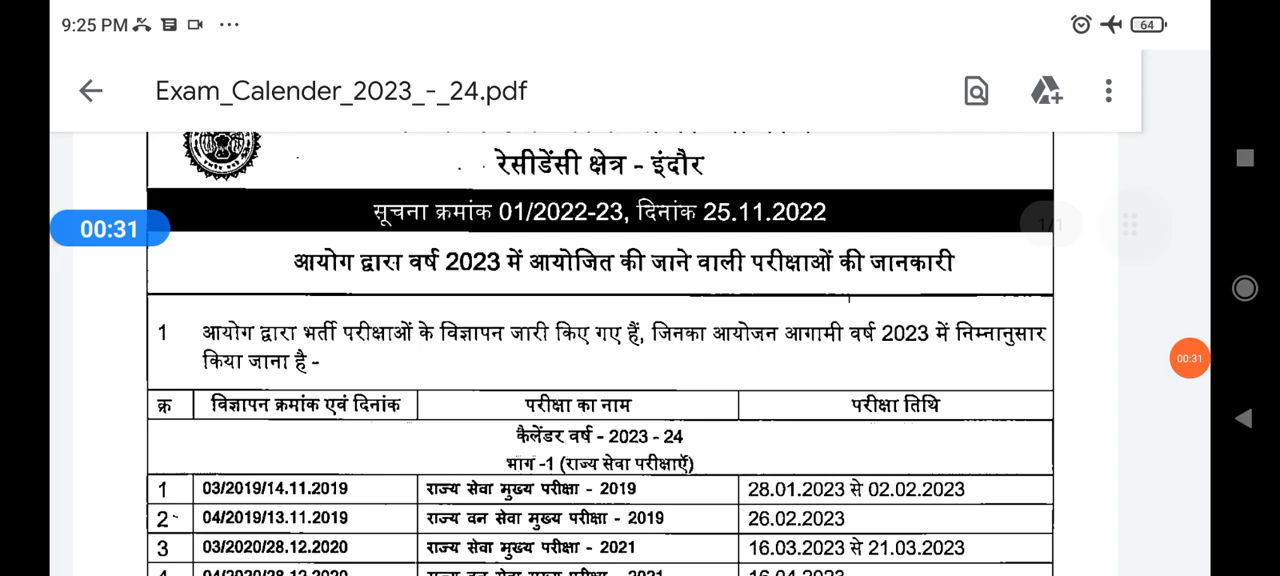 9:25 PM
64
Exam_Calender_2023_-_24.pdf
रेसीडेंसी क्षेत्र - इंदौर
सूचना क्रमांक 01/2022-23, दिनांक 25.11.2022
00:31
1/1
आयोग द्वारा वर्ष 2023 में आयोजित की जाने वाली परीक्षाओं की जानकारी
1 आयोग द्वारा भर्ती परीक्षाओं के विज्ञापन जारी किए गए हैं, जिनका आयोजन आगामी वर्ष 2023 में निम्नानुसार
किया जाना है -
00:31
क्र विज्ञापन क्रमांक एवं दिनांक परीक्षा का नाम परीक्षा तिथि
कैलेंडर वर्ष - 2023 - 24
भाग -1 (राज्य सेवा परीक्षाऍं)
1 03/2019/14.11.2019 राज्य सेवा मुख्य परीक्षा - 2019 28.01.2023 से 02.02.2023
2 04/2019/13.11.2019 राज्य वन सेवा मुख्य परीक्षा - 2019 26.02.2023
3 03/2020/28.12.2020 राज्य सेवा मुख्य परीक्षा - 2021 16.03.2023 से 21.03.2023